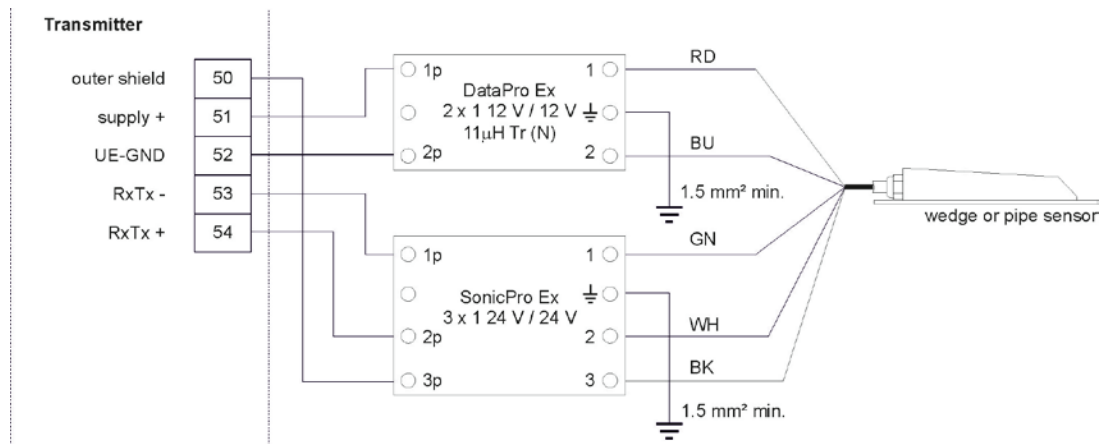 Transmitter
outer shield 50
supply + 51
UE-GND 52
RxTx - 53
RxTx + 54
1p 1
DataPro Ex
2 x 1 12 V / 12 V
11µH Tr (N)
2p 2
RD
BU
1.5 mm² min.
wedge or pipe sensor
GN
1p 1
SonicPro Ex
3 x 1 24 V / 24 V
2p 2
WH
3p 3
BK
1.5 mm² min.